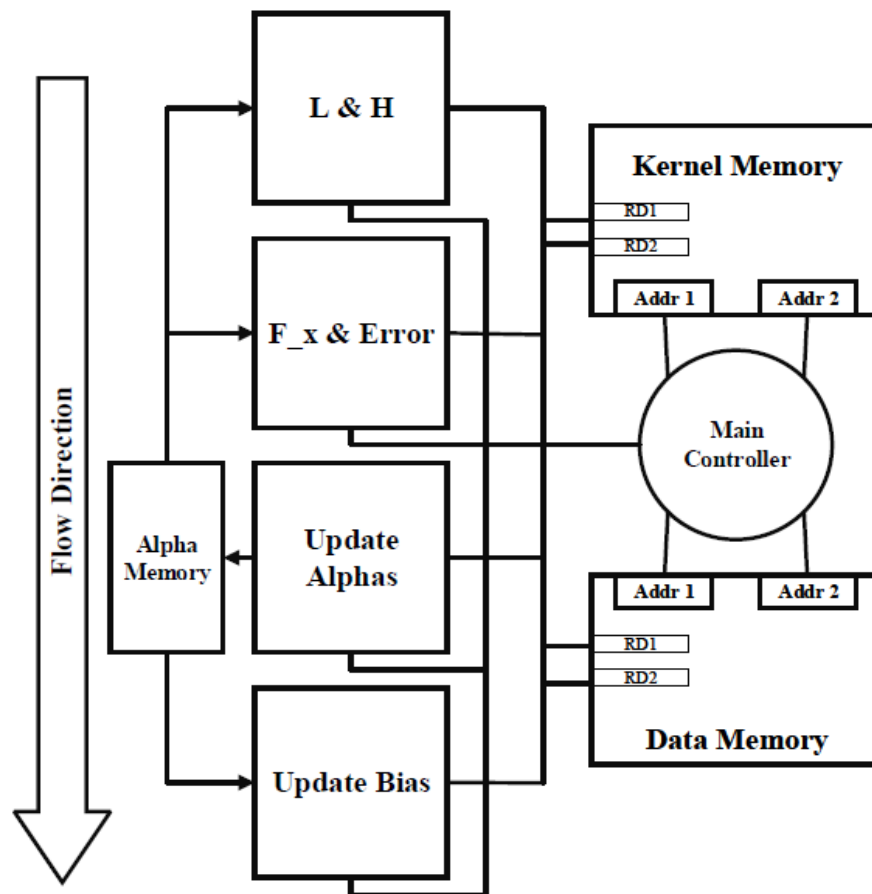 L & H
Kernel Memory
RD1
RD2
Addr 1
Addr 2
F_x & Error
Main
Controller
Flow Direction
Alpha
Memory
Update
Alphas
Addr 1
Addr 2
RD1
RD2
Data Memory
Update Bias